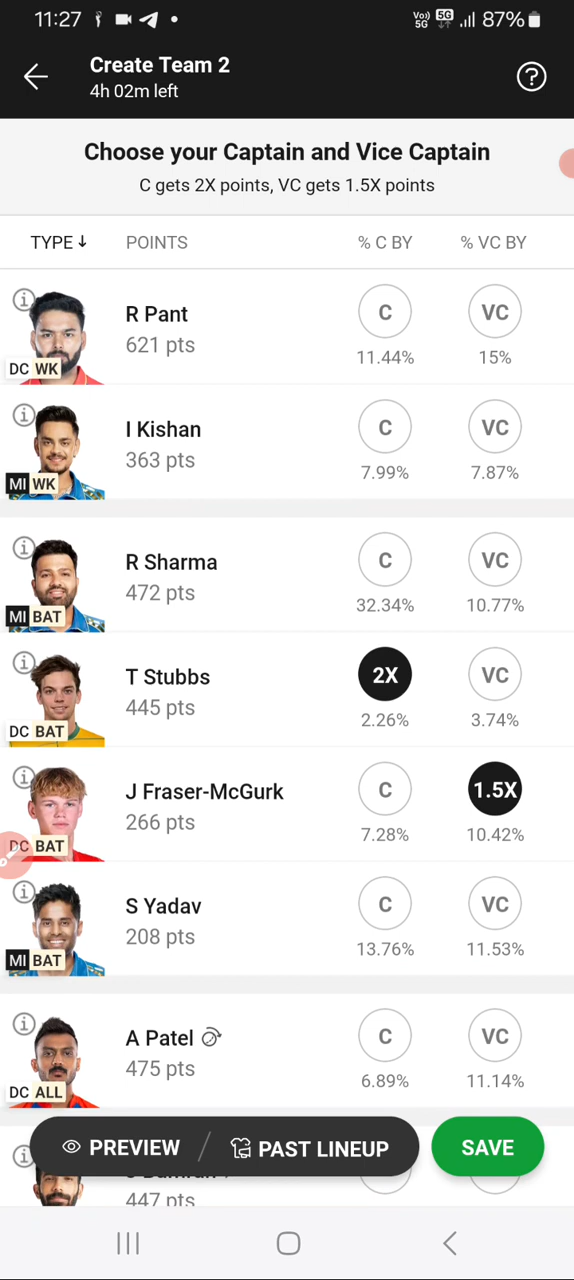 11:27 Vo) 5G 5G 87%
Create Team 2
4h 02m left
?
Choose your Captain and Vice Captain
C gets 2X points, VC gets 1.5X points
TYPE ↓ POINTS % C BY % VC BY
i
R Pant C VC
621 pts
DC WK 11.44% 15%
i
I Kishan C VC
363 pts
MI WK 7.99% 7.87%
i
R Sharma C VC
472 pts
MI BAT 32.34% 10.77%
i
T Stubbs 2X VC
445 pts
DC BAT 2.26% 3.74%
i
J Fraser-McGurk C 1.5X
266 pts
DC BAT 7.28% 10.42%
i
S Yadav C VC
208 pts
MI BAT 13.76% 11.53%
i
A Patel C VC
475 pts
DC ALL 6.89% 11.14%
i
PREVIEW PAST LINEUP SAVE
447 pts